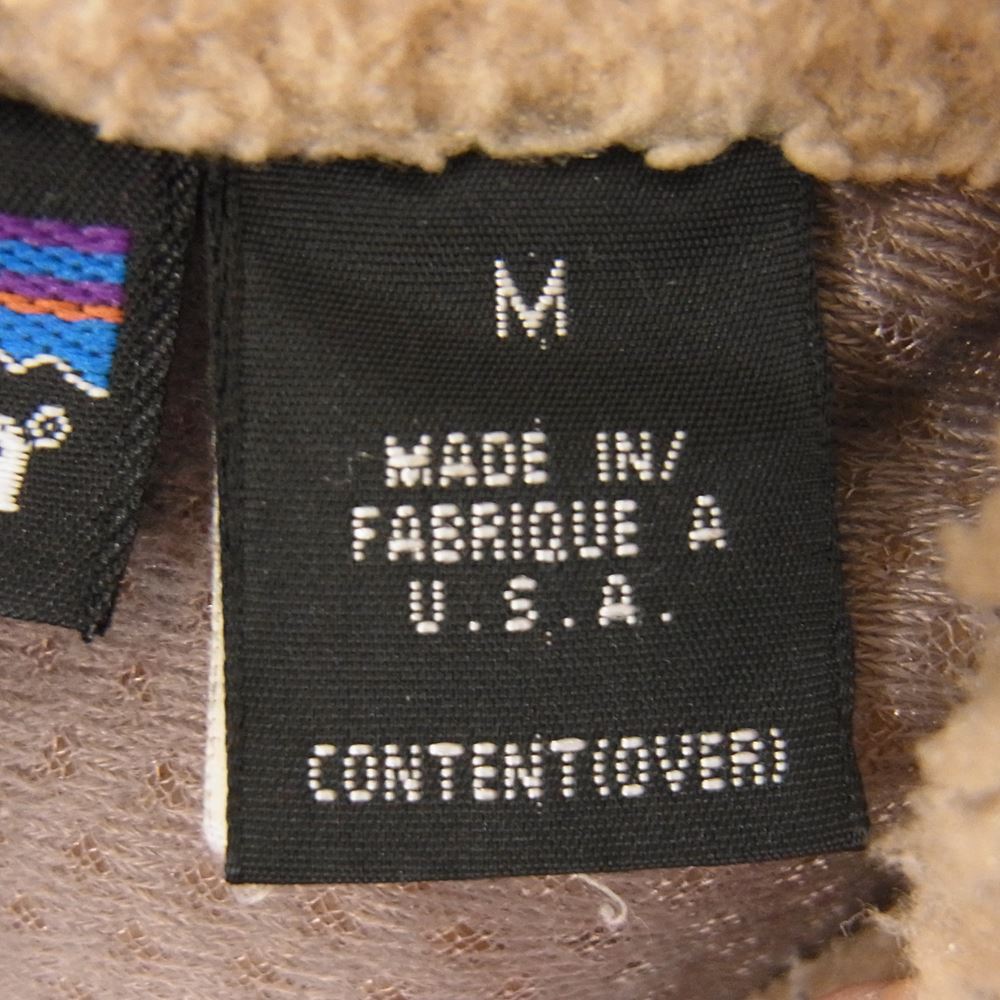 M
MADE IN/
FABRIQUE A
U.S.A.
CONTENT(OVER)